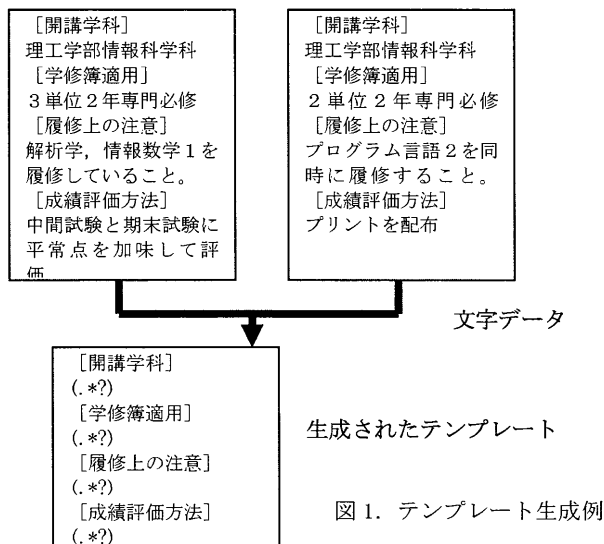 ［開講学科］
理工学部情報科学科
［学修簿適用］
３単位２年専門必修
［履修上の注意］
解析学，情報数学１を
履修していること。
［成績評価方法］
中間試験と期末試験に
平常点を加味して評
価
［開講学科］
理工学部情報科学科
［学修簿適用］
２単位２年専門必修
［履修上の注意］
プログラム言語２を同
時に履修すること。
［成績評価方法］
プリントを配布
文字データ
［開講学科］
(.*?)
［学修簿適用］
(.*?)
［履修上の注意］
(.*?)
［成績評価方法］
(.*?)
生成されたテンプレート
図1. テンプレート生成例